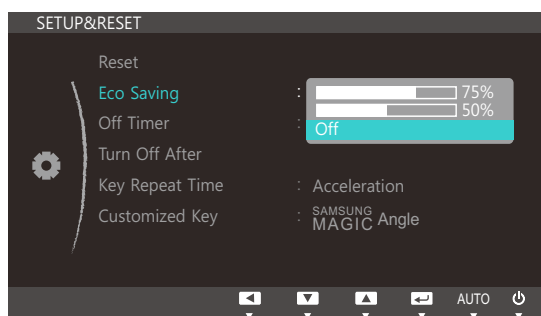 SETUP&RESET
Reset
Eco Saving : 75%
50%
Off Timer : Off
Turn Off After
Key Repeat Time : Acceleration
Customized Key : SAMSUNG MAGIC Angle
AUTO